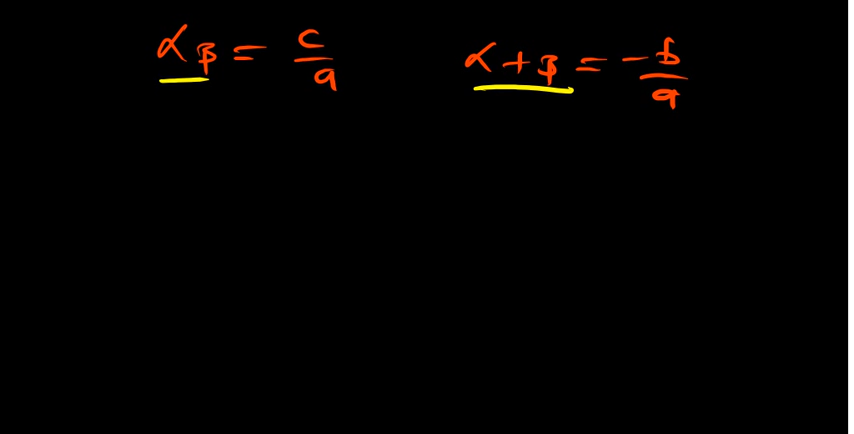 αβ = c/a
α + β = - b/a